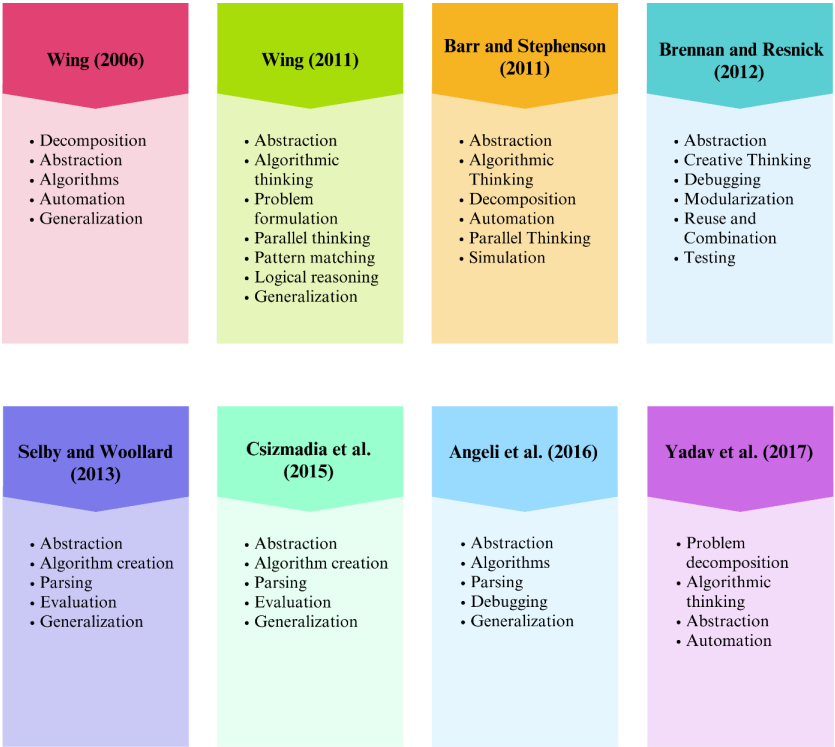 Wing (2006)
• Decomposition
• Abstraction
• Algorithms
• Automation
• Generalization
Wing (2011)
• Abstraction
• Algorithmic
thinking
• Problem
formulation
• Parallel thinking
• Pattern matching
• Logical reasoning
• Generalization
Barr and Stephenson
(2011)
• Abstraction
• Algorithmic
Thinking
• Decomposition
• Automation
• Parallel Thinking
• Simulation
Brennan and Resnick
(2012)
• Abstraction
• Creative Thinking
• Debugging
• Modularization
• Reuse and
Combination
• Testing
Selby and Woollard
(2013)
• Abstraction
• Algorithm creation
• Parsing
• Evaluation
• Generalization
Csizmadia et al.
(2015)
• Abstraction
• Algorithm creation
• Parsing
• Evaluation
• Generalization
Angeli et al. (2016)
• Abstraction
• Algorithms
• Parsing
• Debugging
• Generalization
Yadav et al. (2017)
• Problem
decomposition
• Algorithmic
thinking
• Abstraction
• Automation